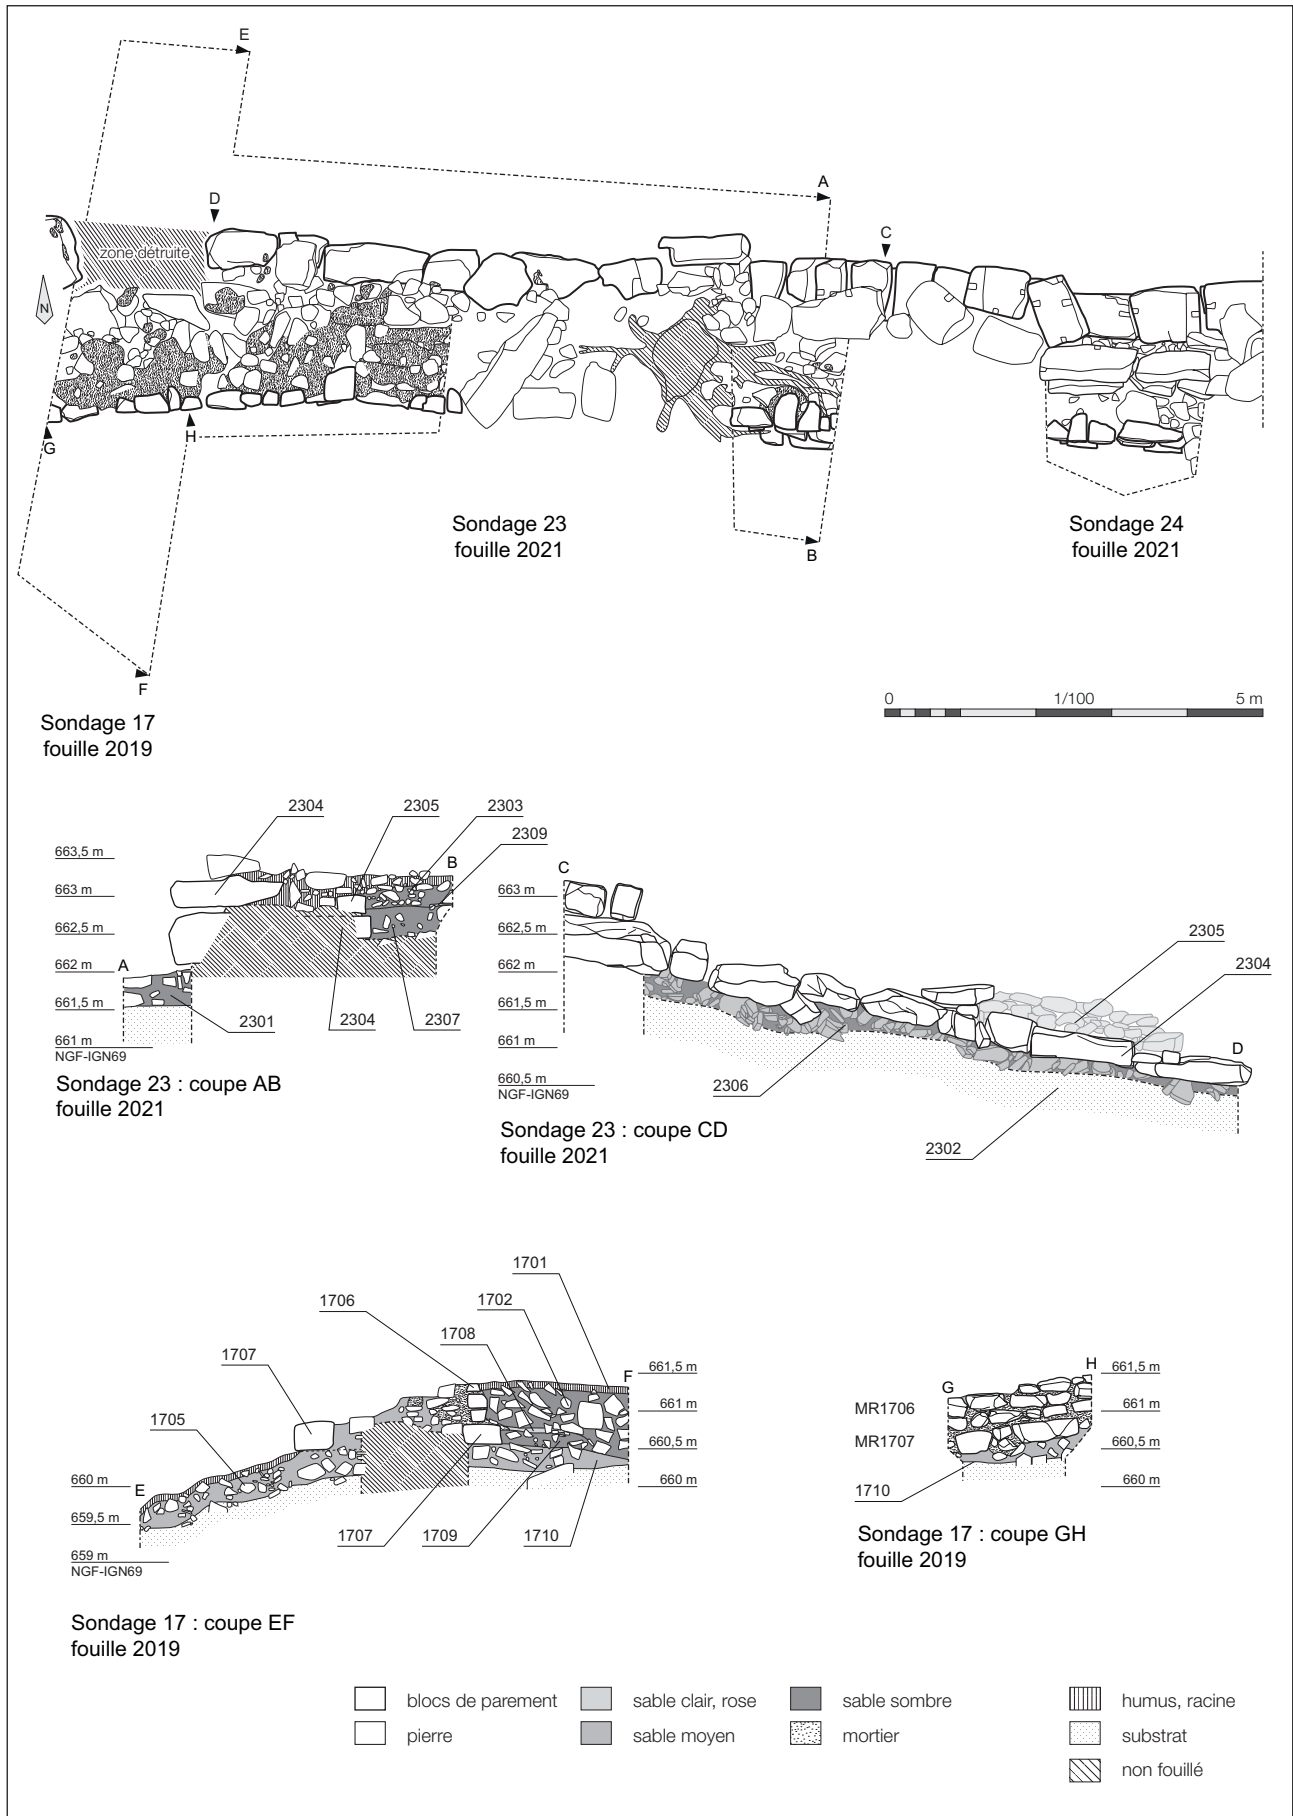 E
A
D
C
zone détruite
N
G
H
Sondage 23
fouille 2021
Sondage 24
fouille 2021
B
F
Sondage 17
fouille 2019
0 1/100 5 m
2304 2305 2303
2309
663,5 m
663 m
662,5 m
662 m
661,5 m
661 m
NGF-IGN69
A
B
2301 2304 2307
Sondage 23 : coupe AB
fouille 2021
C
663 m
662,5 m
662 m
661,5 m
661 m
660,5 m
NGF-IGN69
2305
2304
D
2306
2302
Sondage 23 : coupe CD
fouille 2021
1701
1706 1702
1708
1707
1705
F
661,5 m
661 m
660,5 m
660 m
660 m
E
659,5 m
659 m
NGF-IGN69
1707 1709 1710
Sondage 17 : coupe EF
fouille 2019
H
661,5 m
G
MR1706
661 m
MR1707
660,5 m
660 m
1710
Sondage 17 : coupe GH
fouille 2019
blocs de parement sable clair, rose sable sombre humus, racine
pierre sable moyen mortier substrat
non fouillé